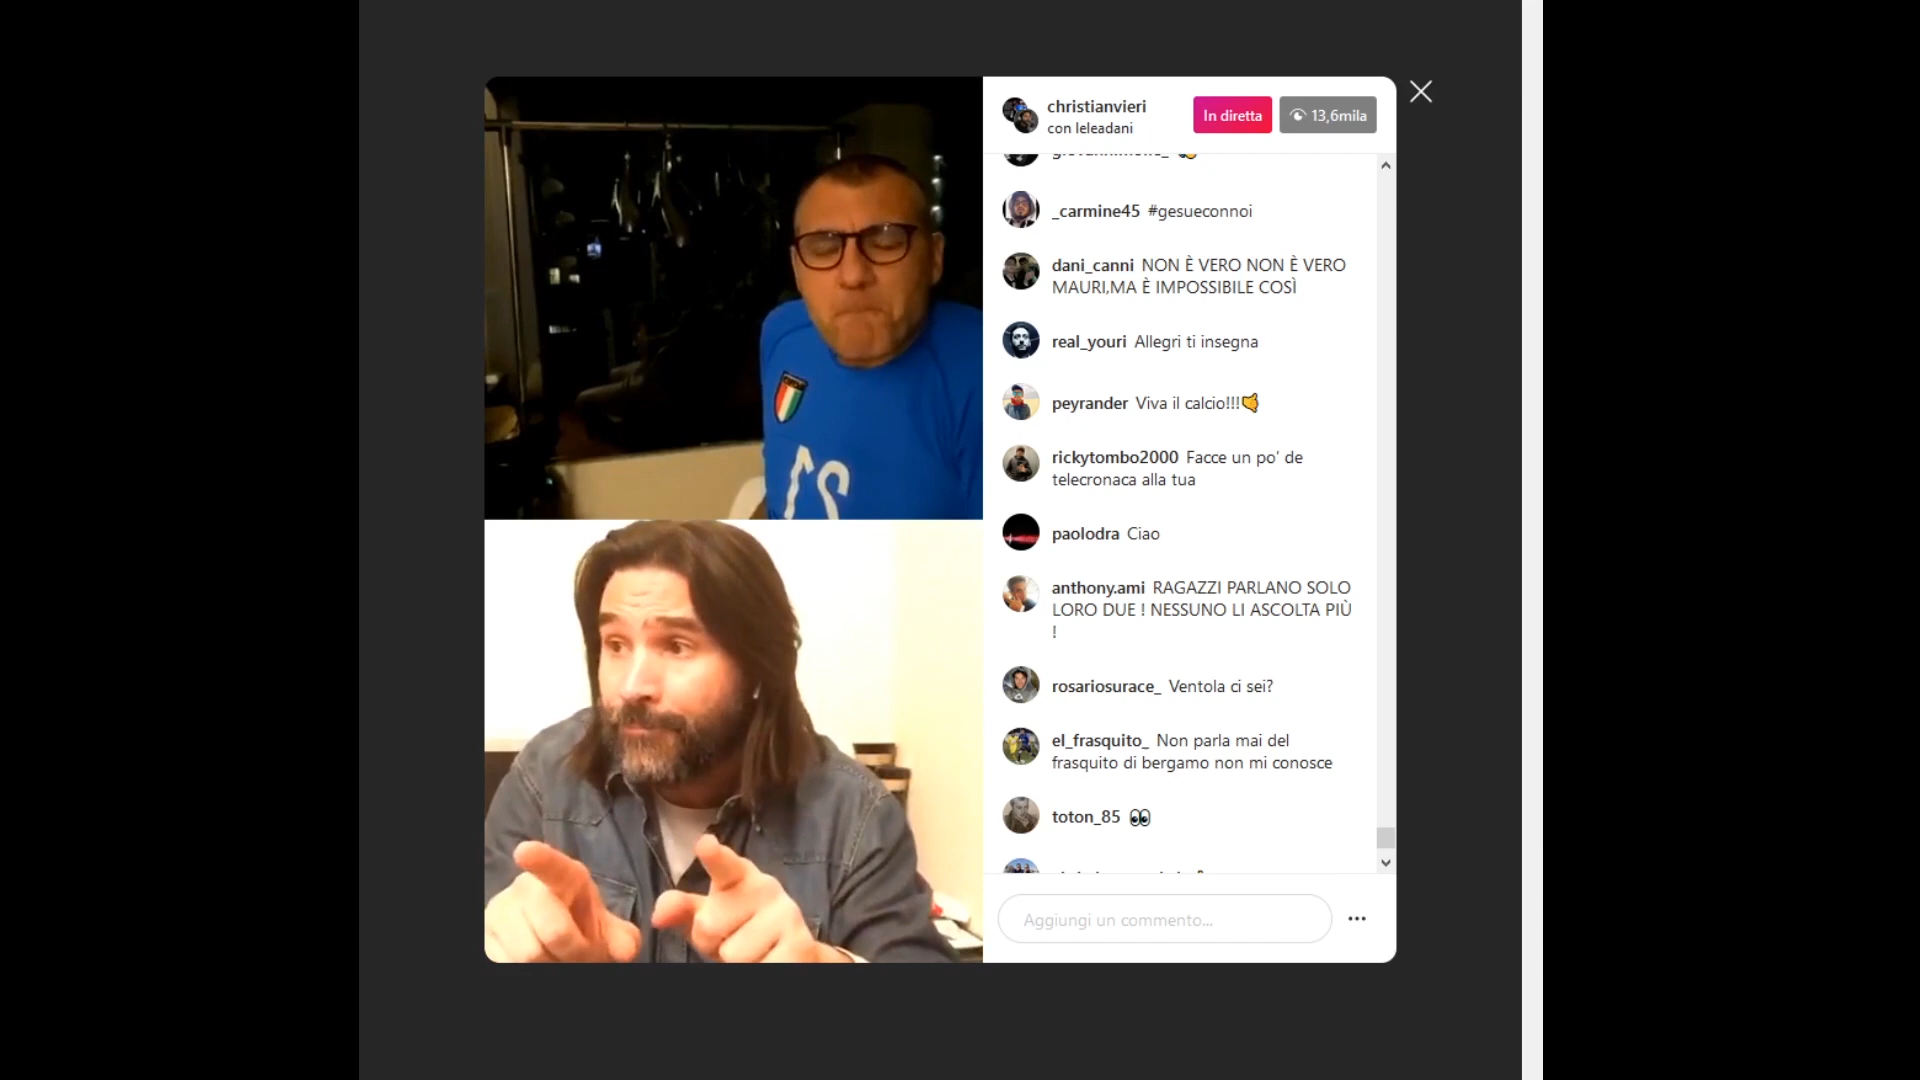 christianvieri
con leleadani
In diretta
13,6mila
_carmine45 #gesueconnoi
dani_canni NON È VERO NON È VERO
MAURI,MA È IMPOSSIBILE COSÌ
real_youri Allegri ti insegna
peyrander Viva il calcio!!!🤙
rickytombo2000 Facce un po' de
telecronaca alla tua
paolodra Ciao
anthony.ami RAGAZZI PARLANO SOLO
LORO DUE ! NESSUNO LI ASCOLTA PIÙ
!
rosariosurace_ Ventola ci sei?
el_frasquito_ Non parla mai del
frasquito di bergamo non mi conosce
toton_85 👀
Aggiungi un commento...